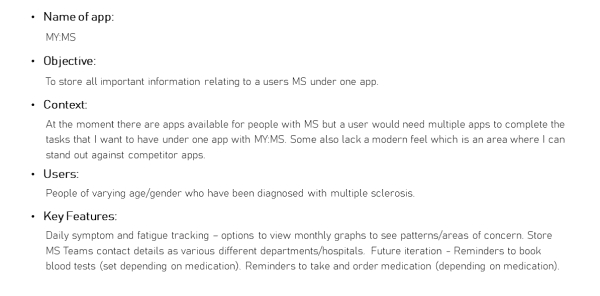 • Name of app:
MY:MS
• Objective:
To store all important information relating to a users MS under one app.
• Context:
At the moment there are apps available for people with MS but a user would need multiple apps to complete the
tasks that I want to have under one app with MY:MS. Some also lack a modern feel which is an area where I can
stand out against competitor apps.
• Users:
People of varying age/gender who have been diagnosed with multiple sclerosis.
• Key Features:
Daily symptom and fatigue tracking – options to view monthly graphs to see patterns/areas of concern. Store
MS Teams contact details as various different departments/hospitals. Future iteration – Reminders to book
blood tests (set depending on medication). Reminders to take and order medication (depending on medication).